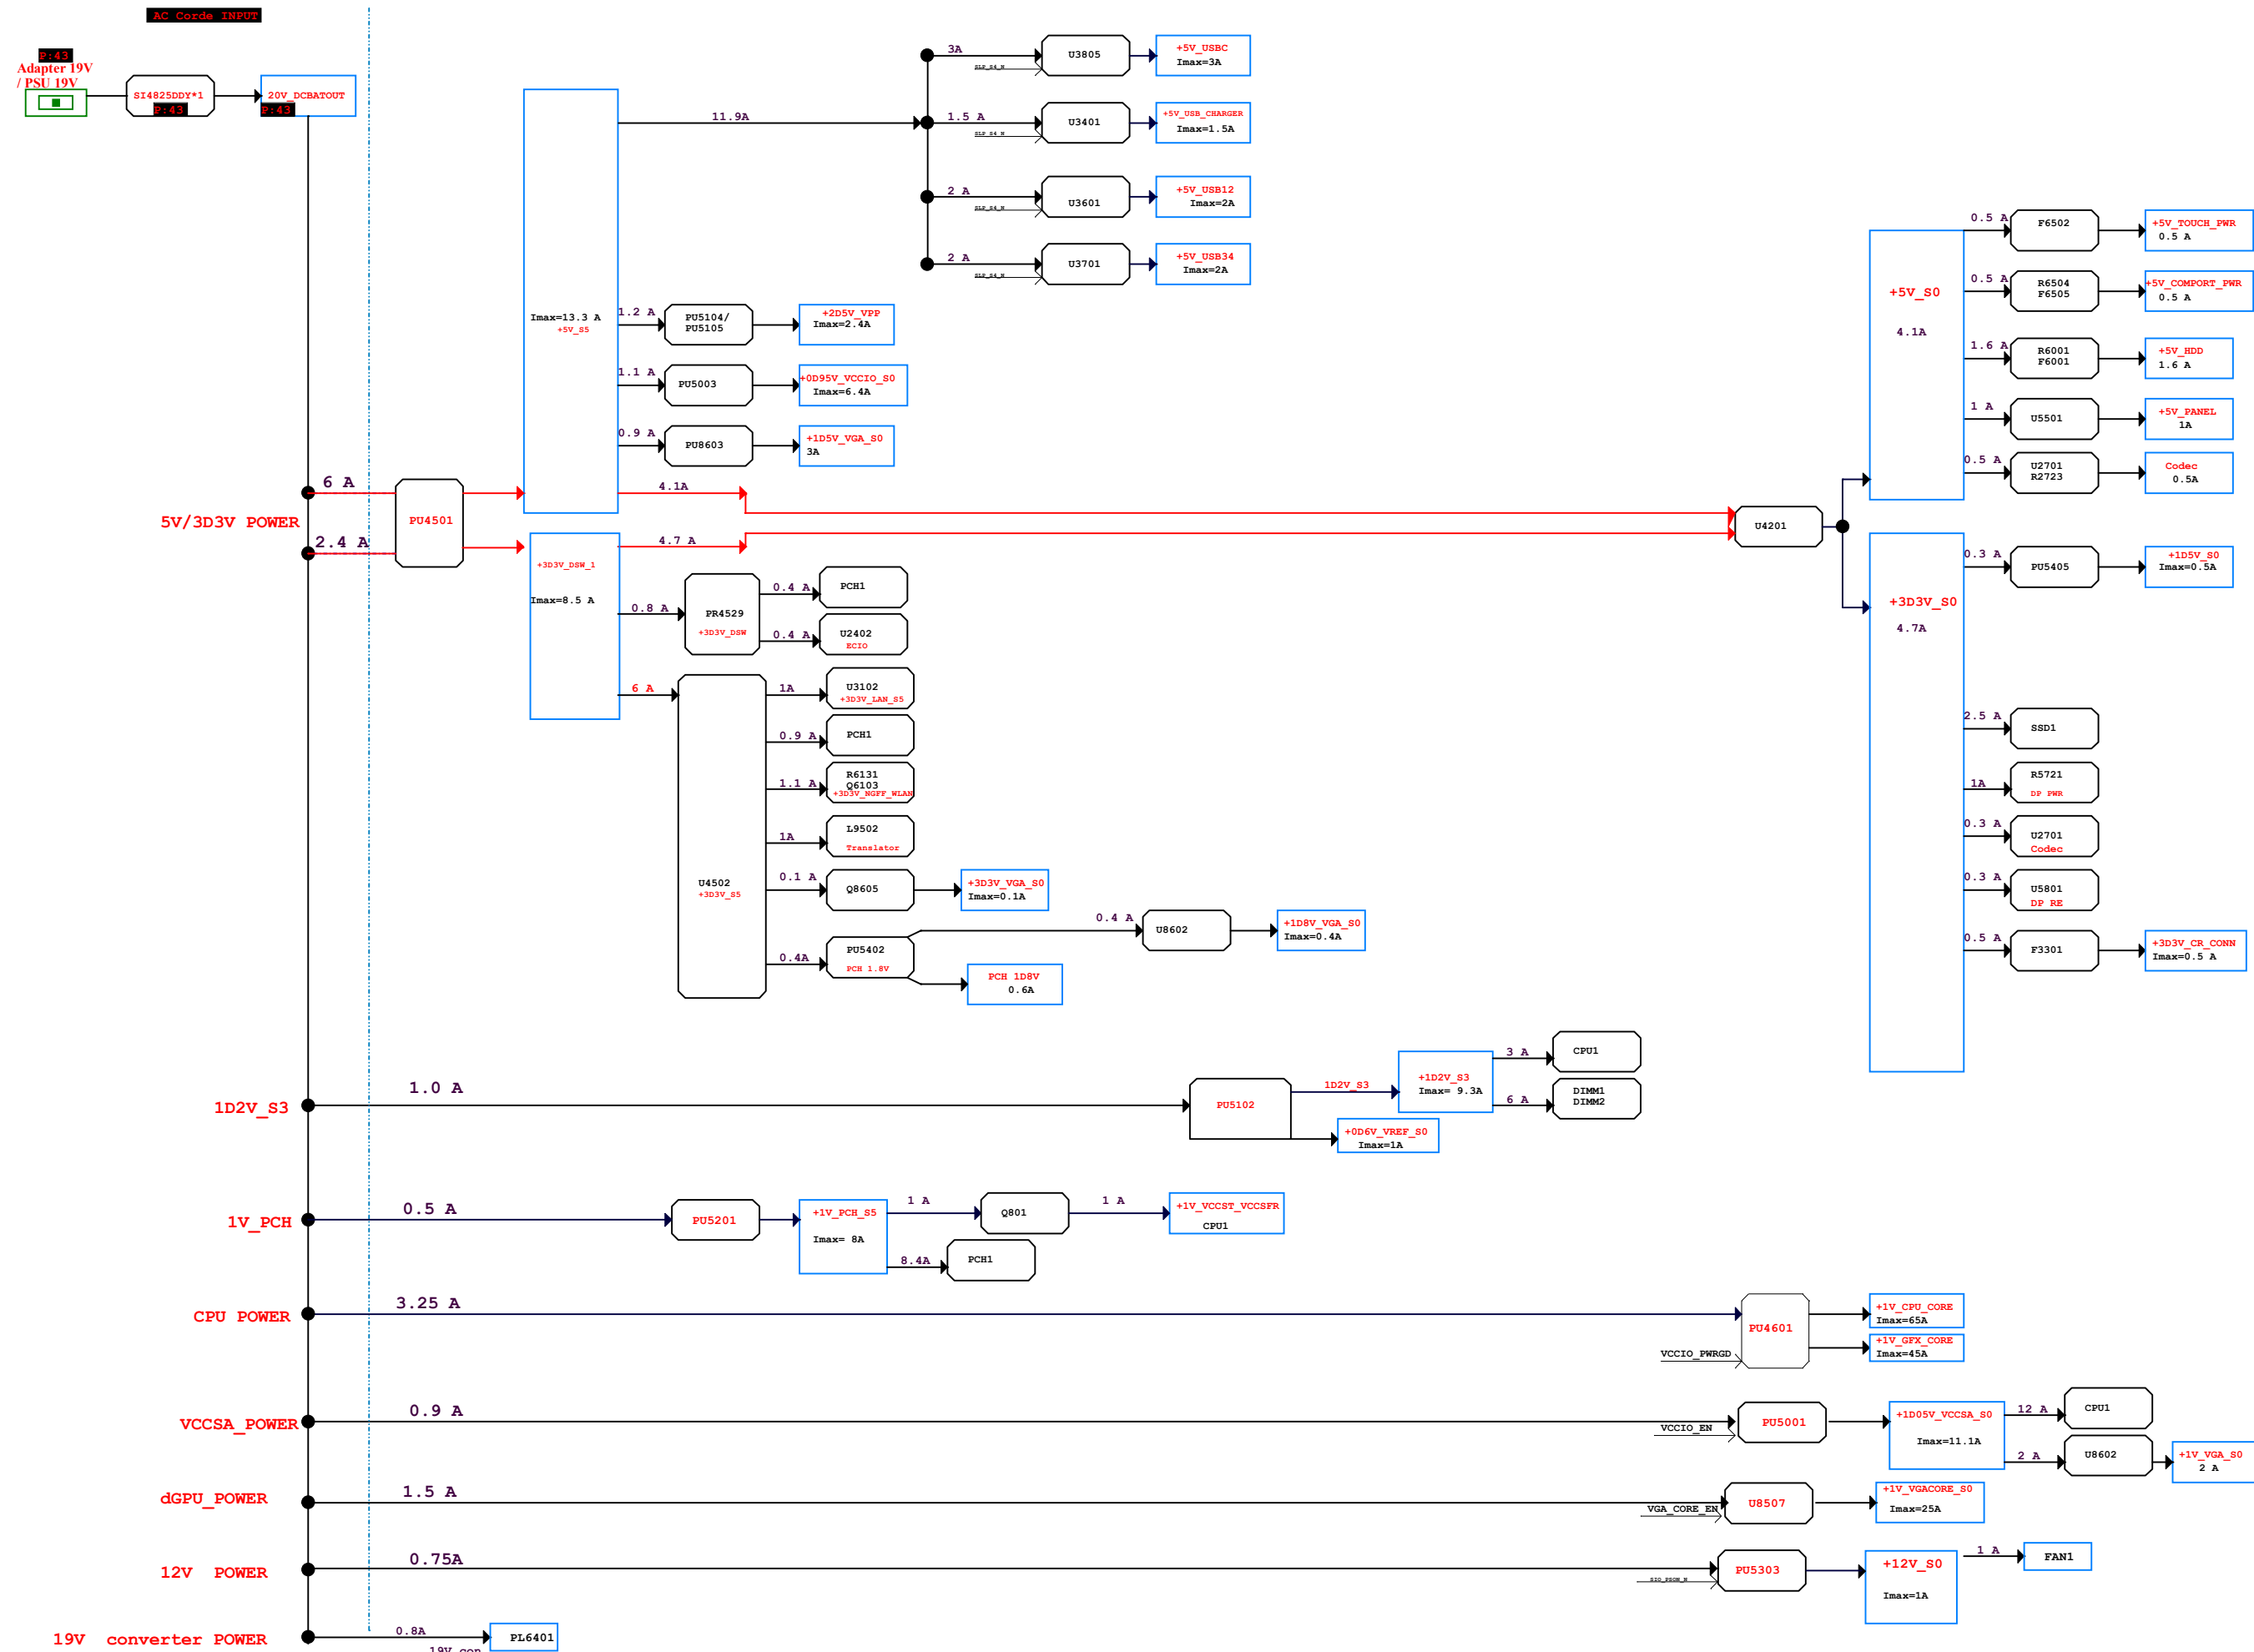 AC Corde INPUT
P:43
Adapter 19V
/ PSU 19V
SI4825DDY*1
P:43
20V_DCBATOUT
P:43
11.9A
3A
SLP_S4_N
U3805
+5V_USBC
Imax=3A
1.5 A
SLP_S4_N
U3401
+5V_USB_CHARGER
Imax=1.5A
2 A
SLP_S4_N
U3601
+5V_USB12
Imax=2A
2 A
SLP_S4_N
U3701
+5V_USB34
Imax=2A
Imax=13.3 A
+5V_S5
1.2 A
PU5104/
PU5105
+2D5V_VPP
Imax=2.4A
1.1 A
PU5003
+0D95V_VCCIO_S0
Imax=6.4A
0.9 A
PU8603
+1D5V_VGA_S0
3A
4.1A
6 A
5V/3D3V POWER
2.4 A
PU4501
4.7 A
U4201
+5V_S0
4.1A
0.5 A
F6502
+5V_TOUCH_PWR
0.5 A
0.5 A
R6504
F6505
+5V_COMPORT_PWR
0.5 A
1.6 A
R6001
F6001
+5V_HDD
1.6 A
1 A
U5501
+5V_PANEL
1A
0.5 A
U2701
R2723
Codec
0.5A
+3D3V_DSW_1
Imax=8.5 A
0.8 A
PR4529
+3D3V_DSW
0.4 A
PCH1
0.4 A
U2402
ECIO
6 A
U4502
+3D3V_S5
1A
U3102
+3D3V_LAN_S5
0.9 A
PCH1
1.1 A
R6131
Q6103
+3D3V_NGFF_WLAN
1A
L9502
Translator
0.1 A
Q8605
+3D3V_VGA_S0
Imax=0.1A
0.4A
PU5402
PCH 1.8V
0.4 A
U8602
+1D8V_VGA_S0
Imax=0.4A
PCH 1D8V
0.6A
+3D3V_S0
4.7A
0.3 A
PU5405
+1D5V_S0
Imax=0.5A
2.5 A
SSD1
1A
R5721
DP PWR
0.3 A
U2701
Codec
0.3 A
U5801
DP RE
0.5 A
F3301
+3D3V_CR_CONN
Imax=0.5 A
1D2V_S3
1.0 A
PU5102
1D2V_S3
+1D2V_S3
Imax= 9.3A
3 A
CPU1
6 A
DIMM1
DIMM2
+0D6V_VREF_S0
Imax=1A
1V_PCH
0.5 A
PU5201
+1V_PCH_S5
Imax= 8A
1 A
Q801
1 A
+1V_VCCST_VCCSFR
CPU1
8.4A
PCH1
CPU POWER
3.25 A
VCCIO_PWRGD
PU4601
+1V_CPU_CORE
Imax=65A
+1V_GFX_CORE
Imax=45A
VCCSA_POWER
0.9 A
VCCIO_EN
PU5001
+1D05V_VCCSA_S0
Imax=11.1A
12 A
CPU1
2 A
U8602
+1V_VGA_S0
2 A
dGPU_POWER
1.5 A
VGA_CORE_EN
U8507
+1V_VGACORE_S0
Imax=25A
12V POWER
0.75A
SIO_PSON_N
PU5303
+12V_S0
Imax=1A
1 A
FAN1
19V converter POWER
0.8A
PL6401
19V con